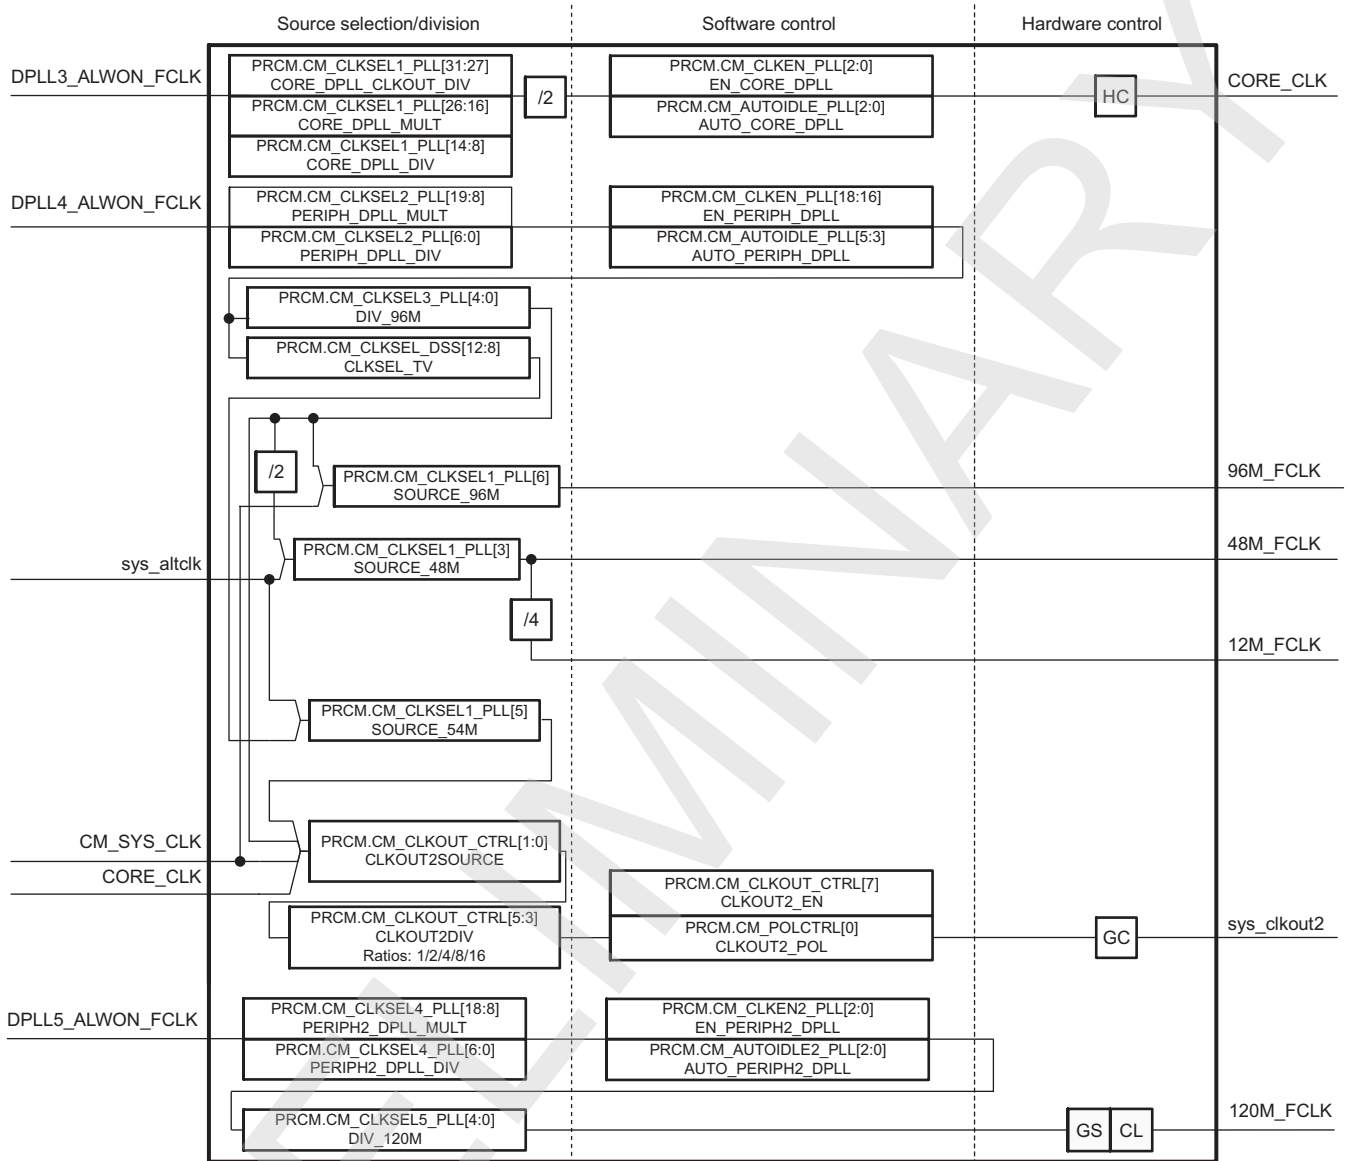 Source selection/division
Software control
Hardware control
DPLL3_ALWON_FCLK
PRCM.CM_CLKSEL1_PLL[31:27]
CORE_DPLL_CLKOUT_DIV
PRCM.CM_CLKSEL1_PLL[26:16]
CORE_DPLL_MULT
PRCM.CM_CLKSEL1_PLL[14:8]
CORE_DPLL_DIV
/2
PRCM.CM_CLKEN_PLL[2:0]
EN_CORE_DPLL
PRCM.CM_AUTOIDLE_PLL[2:0]
AUTO_CORE_DPLL
HC
CORE_CLK
DPLL4_ALWON_FCLK
PRCM.CM_CLKSEL2_PLL[19:8]
PERIPH_DPLL_MULT
PRCM.CM_CLKSEL2_PLL[6:0]
PERIPH_DPLL_DIV
PRCM.CM_CLKEN_PLL[18:16]
EN_PERIPH_DPLL
PRCM.CM_AUTOIDLE_PLL[5:3]
AUTO_PERIPH_DPLL
PRCM.CM_CLKSEL3_PLL[4:0]
DIV_96M
PRCM.CM_CLKSEL_DSS[12:8]
CLKSEL_TV
/2
PRCM.CM_CLKSEL1_PLL[6]
SOURCE_96M
96M_FCLK
sys_altclk
PRCM.CM_CLKSEL1_PLL[3]
SOURCE_48M
48M_FCLK
/4
12M_FCLK
PRCM.CM_CLKSEL1_PLL[5]
SOURCE_54M
CM_SYS_CLK
CORE_CLK
PRCM.CM_CLKOUT_CTRL[1:0]
CLKOUT2SOURCE
PRCM.CM_CLKOUT_CTRL[5:3]
CLKOUT2DIV
Ratios: 1/2/4/8/16
PRCM.CM_CLKOUT_CTRL[7]
CLKOUT2_EN
PRCM.CM_POLCTRL[0]
CLKOUT2_POL
GC
sys_clkout2
DPLL5_ALWON_FCLK
PRCM.CM_CLKSEL4_PLL[18:8]
PERIPH2_DPLL_MULT
PRCM.CM_CLKSEL4_PLL[6:0]
PERIPH2_DPLL_DIV
PRCM.CM_CLKEN2_PLL[2:0]
EN_PERIPH2_DPLL
PRCM.CM_AUTOIDLE2_PLL[2:0]
AUTO_PERIPH2_DPLL
PRCM.CM_CLKSEL5_PLL[4:0]
DIV_120M
GS
CL
120M_FCLK
ELIMINARY